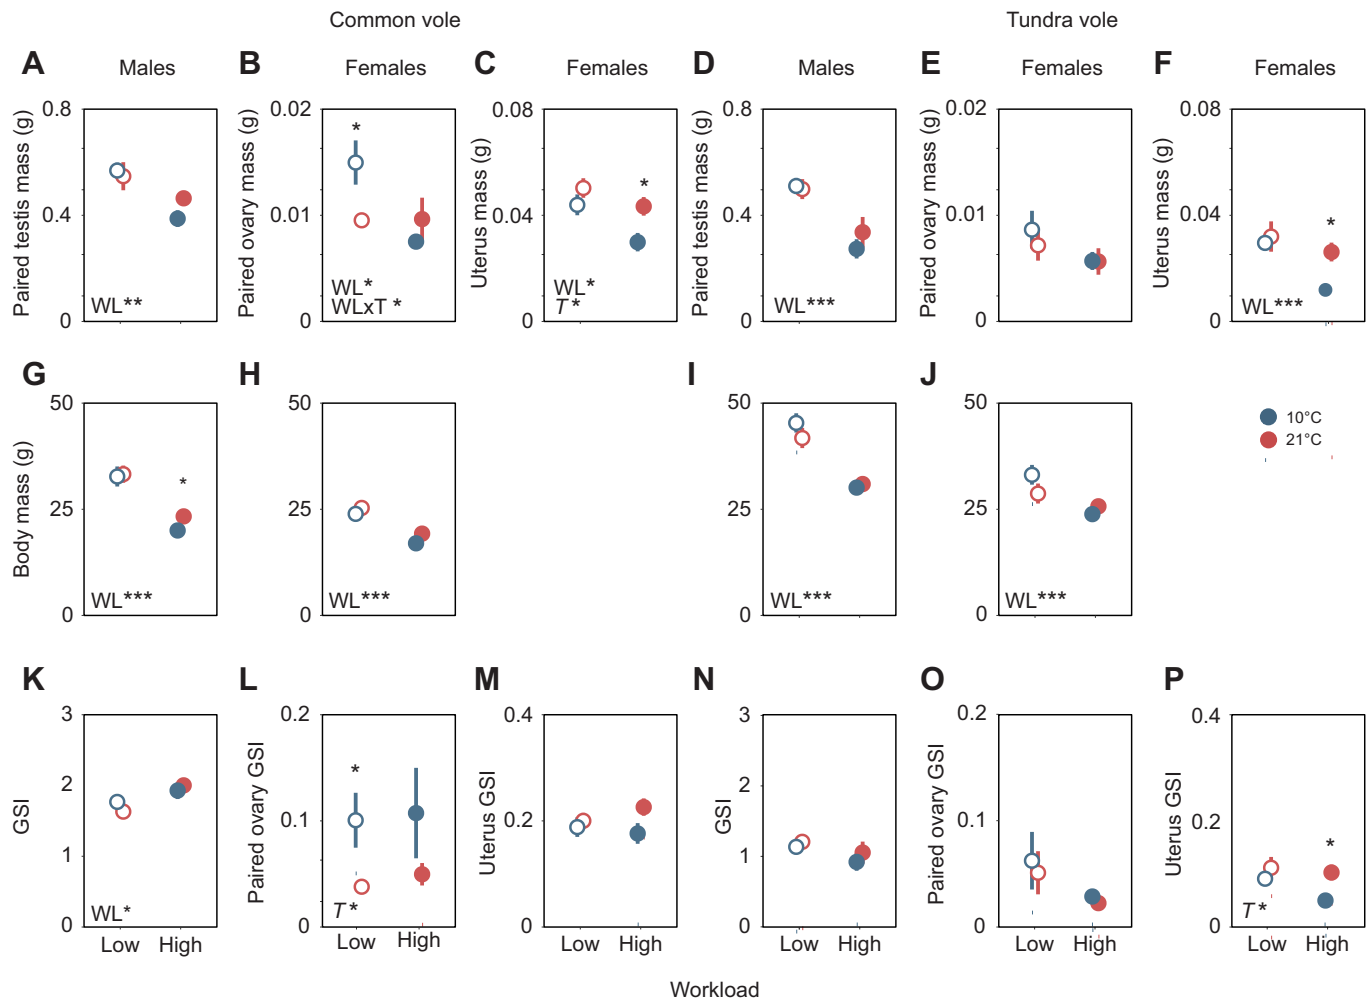 Common vole
Tundra vole
A
Males
B
Females
C
Females
D
Males
E
Females
F
Females
Paired testis mass (g)
0.8
0.4
0
WL**
Paired ovary mass (g)
0.02
0.01
0
*
WL*
WLxT *
Uterus mass (g)
0.08
0.04
0
*
WL*
T*
Paired testis mass (g)
0.8
0.4
0
WL***
Paired ovary mass (g)
0.02
0.01
0
Uterus mass (g)
0.08
0.04
0
*
WL***
G
H
I
J
Body mass (g)
50
25
0
*
WL***
50
25
0
WL***
50
25
0
WL***
50
25
0
WL***
10°C
21°C
K
L
M
N
O
P
GSI
3
2
1
0
WL*
Low High
Paired ovary GSI
0.2
0.1
0
*
T*
Low High
Uterus GSI
0.4
0.2
0
Low High
GSI
3
2
1
0
Low High
Paired ovary GSI
0.2
0.1
0
Low High
Uterus GSI
0.4
0.2
0
*
T*
Low High
Workload